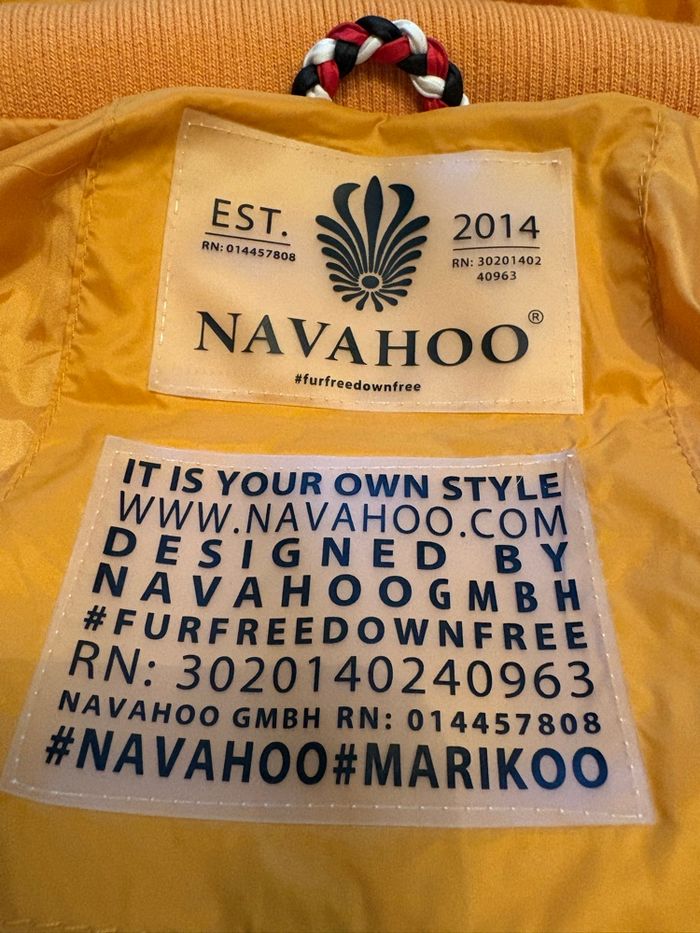 EST.
RN: 014457808
2014
RN: 30201402
40963
NAVAHOO®
#furfreedownfree
IT IS YOUR OWN STYLE
WWW.NAVAHOO.COM
DESIGNED BY
NAVAHOOGMBH
#FURFREEDOWNFREE
RN: 3020140240963
NAVAHOO GMBH RN: 014457808
#NAVAHOO#MARIKOO